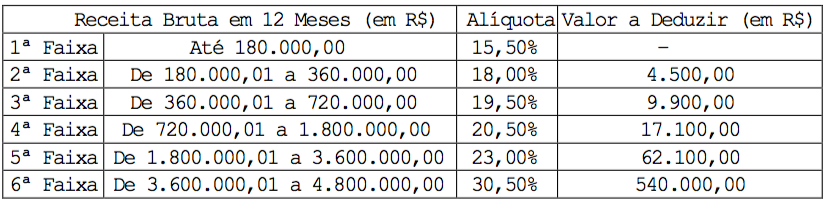 Receita Bruta em 12 Meses (em R$) Alíquota Valor a Deduzir (em R$)
1ª Faixa Até 180.000,00 15,50% –
2ª Faixa De 180.000,01 a 360.000,00 18,00% 4.500,00
3ª Faixa De 360.000,01 a 720.000,00 19,50% 9.900,00
4ª Faixa De 720.000,01 a 1.800.000,00 20,50% 17.100,00
5ª Faixa De 1.800.000,01 a 3.600.000,00 23,00% 62.100,00
6ª Faixa De 3.600.000,01 a 4.800.000,00 30,50% 540.000,00